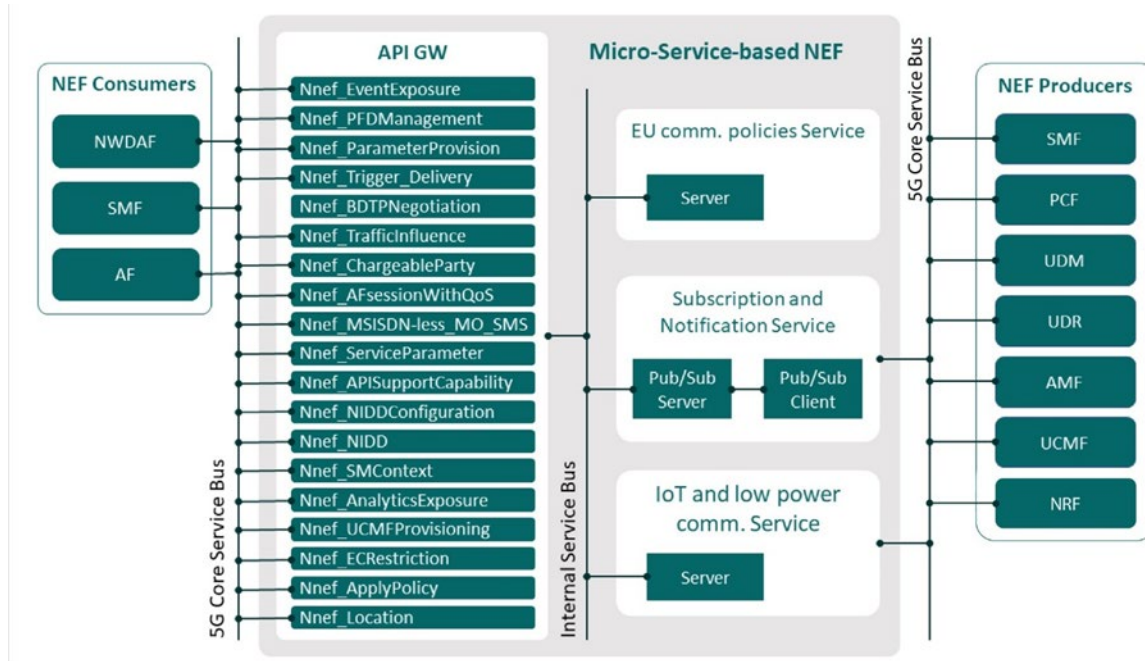 API GW
Micro-Service-based NEF
NEF Consumers
NWDAF
SMF
AF
5G Core Service Bus
Nnef_EventExposure
Nnef_PFDManagement
Nnef_ParameterProvision
Nnef_Trigger_Delivery
Nnef_BDTPNegotiation
Nnef_TrafficInfluence
Nnef_ChargeableParty
Nnef_AFsessionWithQoS
Nnef_MSISDN-less_MO_SMS
Nnef_ServiceParameter
Nnef_APISupportCapability
Nnef_NIDDConfiguration
Nnef_NIDD
Nnef_SMContext
Nnef_AnalyticsExposure
Nnef_UCMFProvisioning
Nnef_ECRestriction
Nnef_ApplyPolicy
Nnef_Location
Internal Service Bus
EU comm. policies Service
Server
Subscription and
Notification Service
Pub/Sub
Server
Pub/Sub
Client
IoT and low power
comm. Service
Server
5G Core Service Bus
NEF Producers
SMF
PCF
UDM
UDR
AMF
UCMF
NRF